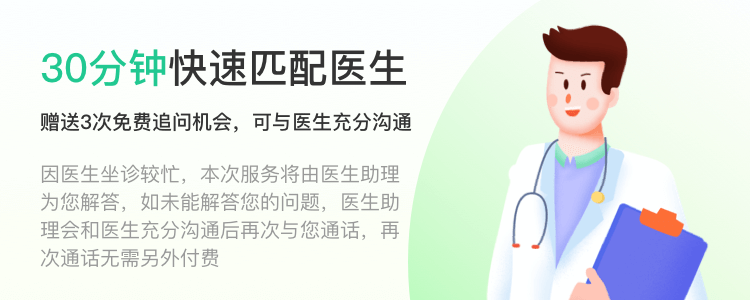 30分钟快速匹配医生
赠送3次免费追问机会，可与医生充分沟通
因医生坐诊较忙，本次服务将由医生助理
为您解答，如未能解答您的问题，医生助
理会和医生充分沟通后再次与您通话，再
次通话无需另外付费